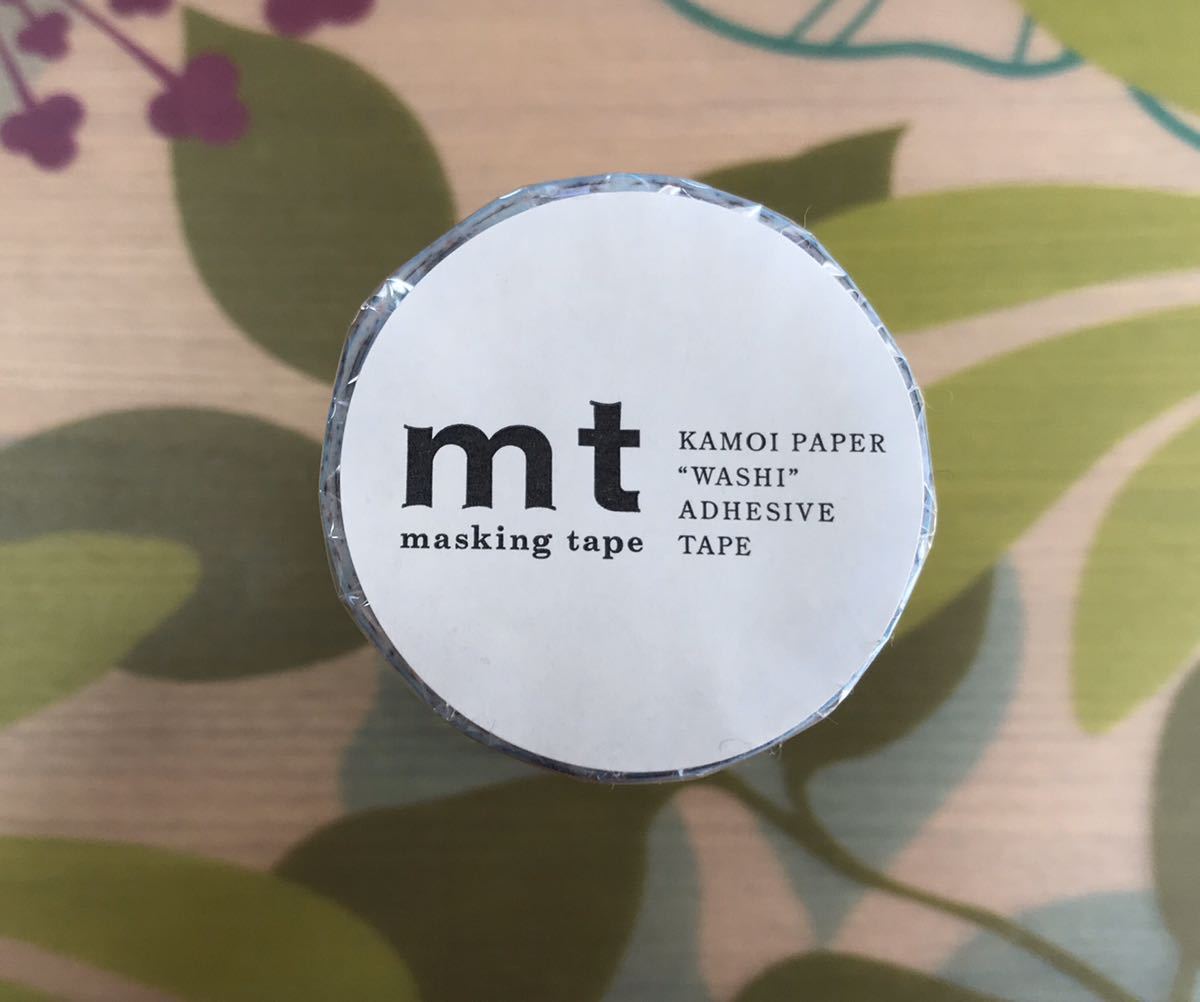 mt
masking tape
KAMOI PAPER
“WASHI”
ADHESIVE
TAPE